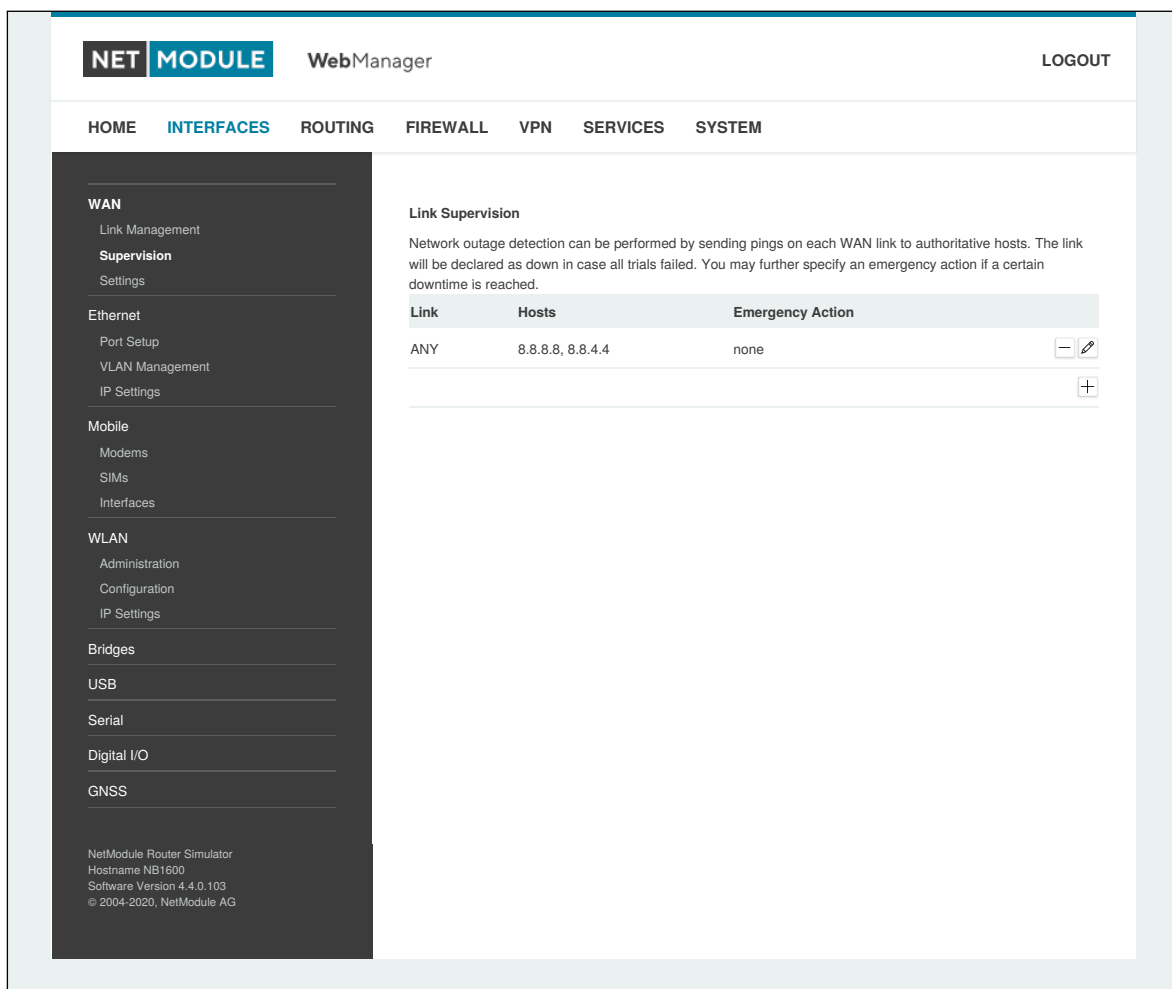 NET MODULE WebManager LOGOUT
HOME INTERFACES ROUTING FIREWALL VPN SERVICES SYSTEM
WAN
Link Management
Supervision
Settings
Ethernet
Port Setup
VLAN Management
IP Settings
Mobile
Modems
SIMs
Interfaces
WLAN
Administration
Configuration
IP Settings
Bridges
USB
Serial
Digital I/O
GNSS
NetModule Router Simulator
Hostname NB1600
Software Version 4.4.0.103
© 2004-2020, NetModule AG
Link Supervision
Network outage detection can be performed by sending pings on each WAN link to authoritative hosts. The link
will be declared as down in case all trials failed. You may further specify an emergency action if a certain
downtime is reached.
Link Hosts Emergency Action
ANY 8.8.8.8, 8.8.4.4 none